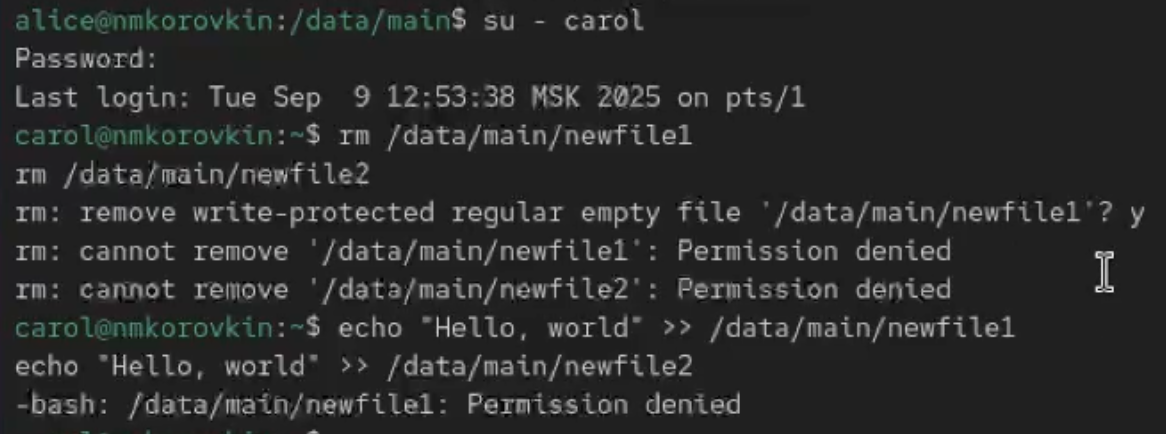 alice@nmkorovkin:/data/main$ su - carol
Password:
Last login: Tue Sep  9 12:53:38 MSK 2025 on pts/1
carol@nmkorovkin:~$ rm /data/main/newfile1
rm /data/main/newfile2
rm: remove write-protected regular empty file '/data/main/newfile1'? y
rm: cannot remove '/data/main/newfile1': Permission denied
rm: cannot remove '/data/main/newfile2': Permission denied
carol@nmkorovkin:~$ echo "Hello, world" >> /data/main/newfile1
echo "Hello, world" >> /data/main/newfile2
-bash: /data/main/newfile1: Permission denied